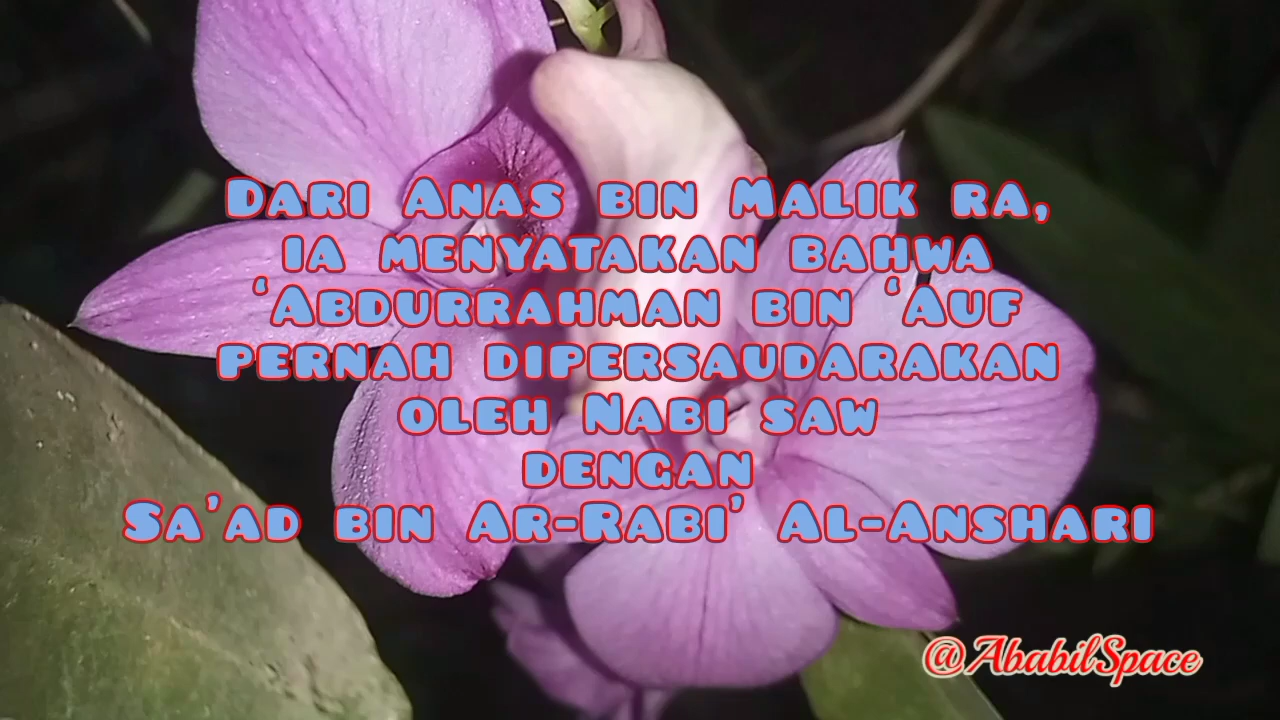 Dari Anas bin Malik ra,
ia menyatakan bahwa
‘Abdurrahman bin ‘Auf
pernah dipersaudarakan
oleh Nabi saw
dengan
Sa’ad bin Ar-Rabi’ Al-Anshari
@AbabilSpace